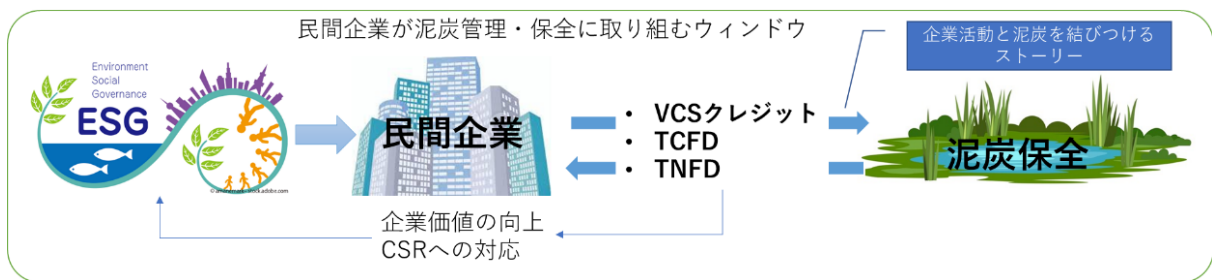 民間企業が泥炭管理・保全に取り組むウィンドウ
企業活動と泥炭を結びつける
ストーリー
Environment
Social
Governance
ESG
民間企業
• VCSクレジット
• TCFD
• TNFD
泥炭保全
企業価値の向上
CSRへの対応